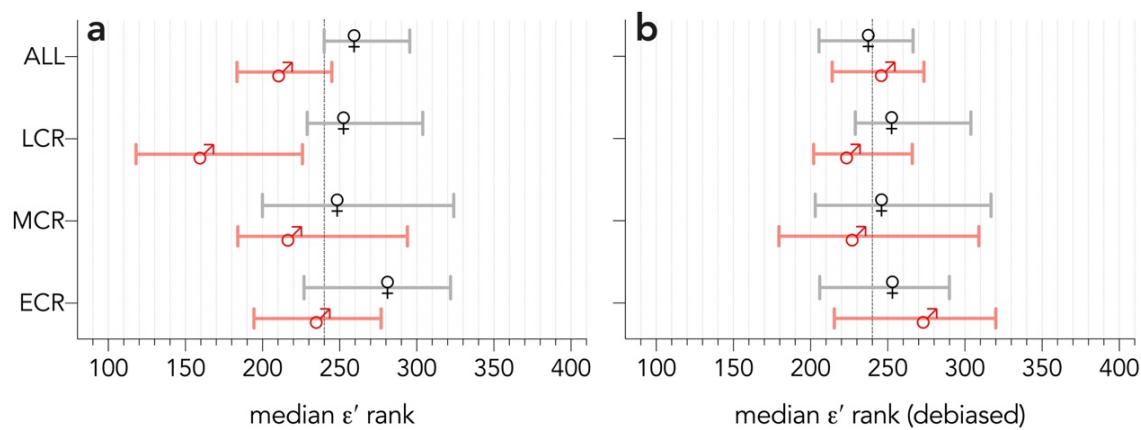 a
ALL
LCR
MCR
ECR
100 150 200 250 300 350 400
median ε′ rank
b
100 150 200 250 300 350 400
median ε′ rank (debiased)